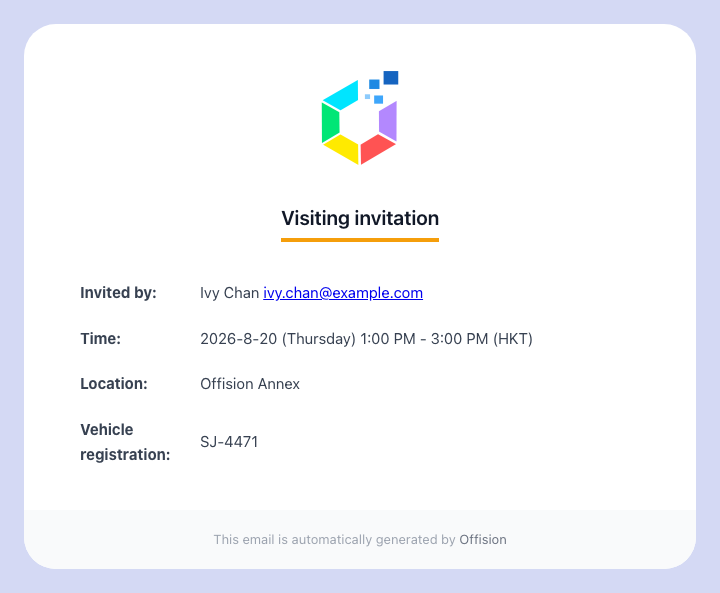 Visiting invitation
Invited by: Ivy Chan ivy.chan@example.com
Time: 2026-8-20 (Thursday) 1:00 PM - 3:00 PM (HKT)
Location: Offision Annex
Vehicle registration: SJ-4471
This email is automatically generated by Offision